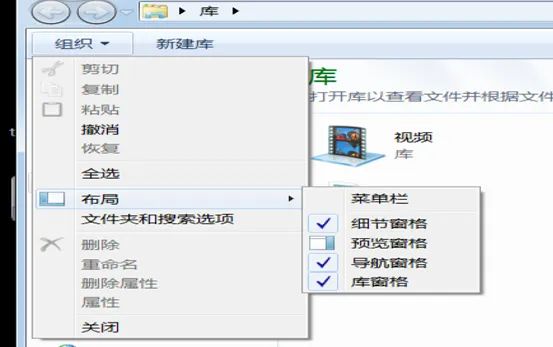 库
组织 新建库
剪切
复制
粘贴
撤消
恢复
全选
布局
文件夹和搜索选项
删除
重命名
删除属性
属性
关闭
库
打开库以查看文件并根据文件
视频
库
菜单栏
细节窗格
预览窗格
导航窗格
库窗格